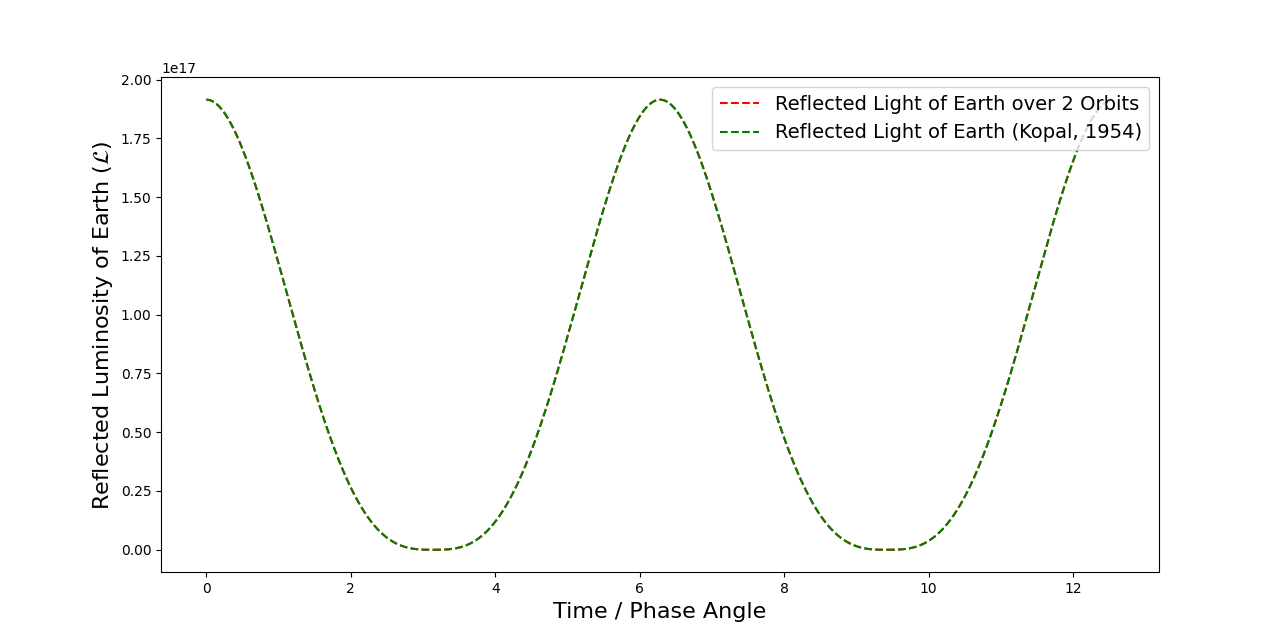 1e17
2.00
1.75
1.50
1.25
1.00
0.75
0.50
0.25
0.00
Reflected Luminosity of Earth (ℒ)
Reflected Light of Earth over 2 Orbits
Reflected Light of Earth (Kopal, 1954)
0 2 4 6 8 10 12
Time / Phase Angle